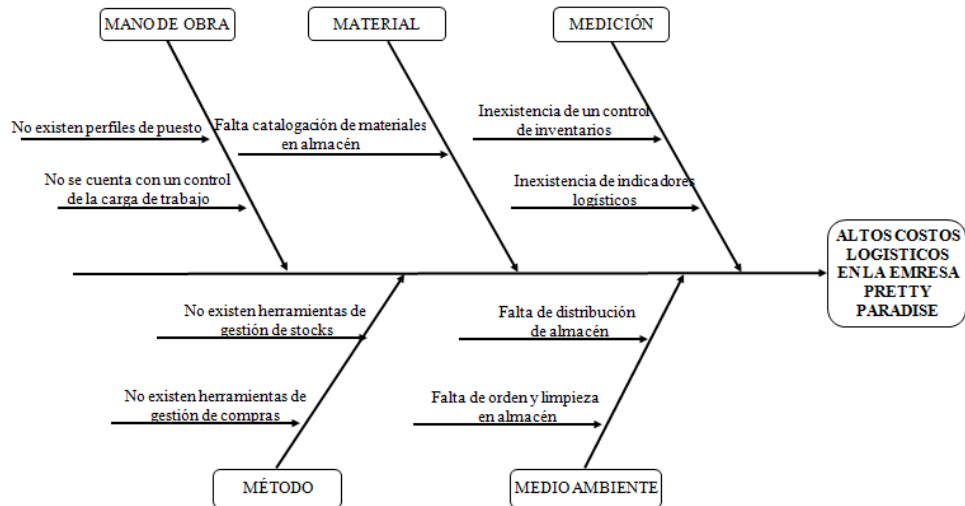 MANO DE OBRA
MATERIAL
MEDICIÓN
No existen perfiles de puesto
Falta catalogación de materiales
en almacén
Inexistencia de un control
de inventarios
No se cuenta con un control
de la carga de trabajo
Inexistencia de indicadores
logísticos
ALTOS COSTOS
LOGISTICOS
EN LA EMRESA
PRETTY
PARADISE
No existen herramientas de
gestión de stocks
Falta de distribución
de almacén
No existen herramientas de
gestión de compras
Falta de orden y limpieza
en almacén
MÉTODO
MEDIO AMBIENTE